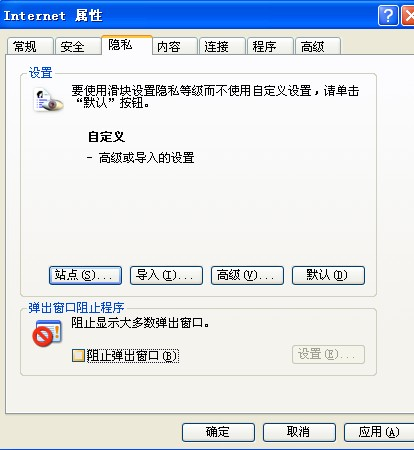 Internet 属性
常规 安全 隐私 内容 连接 程序 高级
设置
要使用滑块设置隐私等级而不使用自定义设置，请单击
“默认”按钮。
自定义
- 高级或导入的设置
站点(S)... 导入(I)... 高级(V)... 默认(D)
弹出窗口阻止程序
阻止显示大多数弹出窗口。
阻止弹出窗口(B) 设置(E)...
确定 取消 应用(A)